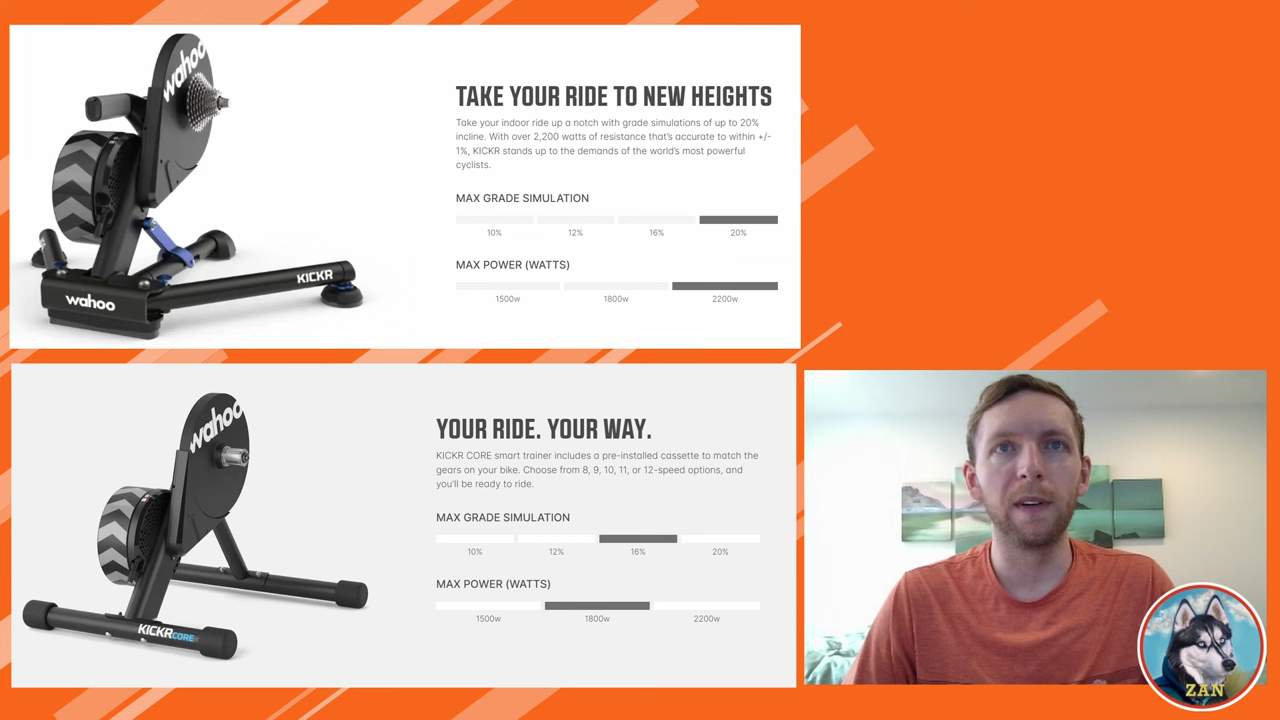 wahoo
wahoo
KICKR
TAKE YOUR RIDE TO NEW HEIGHTS
Take your indoor ride up a notch with grade simulations of up to 20%
incline. With over 2,200 watts of resistance that's accurate to within +/-
1%, KICKR stands up to the demands of the world's most powerful
cyclists.
MAX GRADE SIMULATION
10% 12% 16% 20%
MAX POWER (WATTS)
1500w 1800w 2200w
wahoo
KICKR CORE
YOUR RIDE. YOUR WAY.
KICKR CORE smart trainer includes a pre-installed cassette to match the
gears on your bike. Choose from 8, 9, 10, 11, or 12-speed options, and
you'll be ready to ride.
MAX GRADE SIMULATION
10% 12% 16% 20%
MAX POWER (WATTS)
1500w 1800w 2200w
ZAN